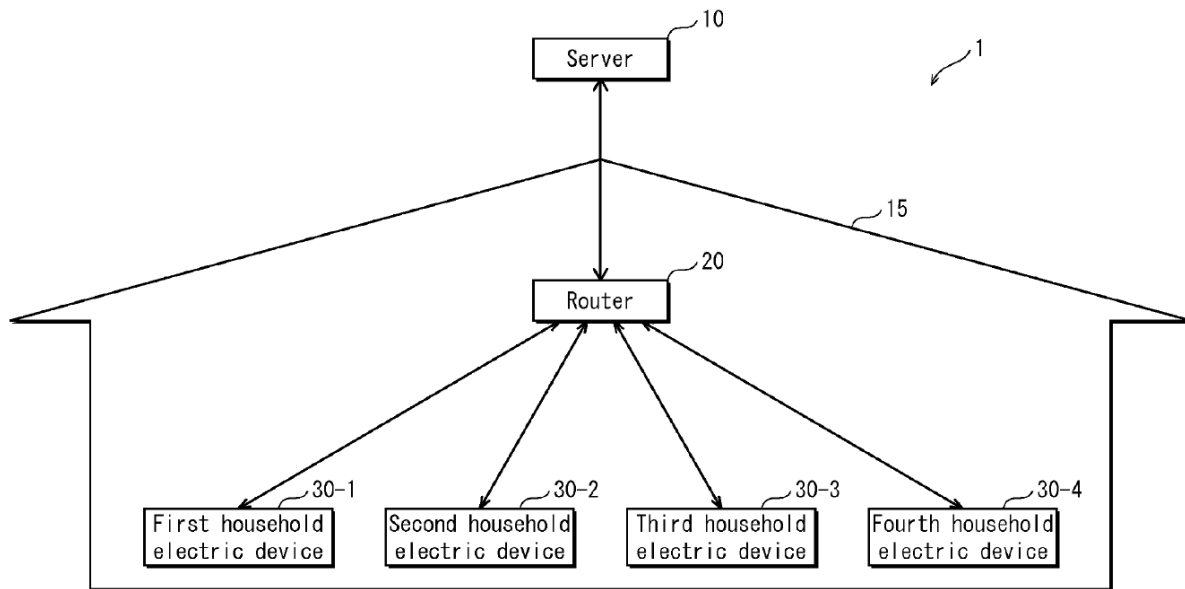 10
Server
1
15
20
Router
30-1
30-2
30-3
30-4
First household
electric device
Second household
electric device
Third household
electric device
Fourth household
electric device